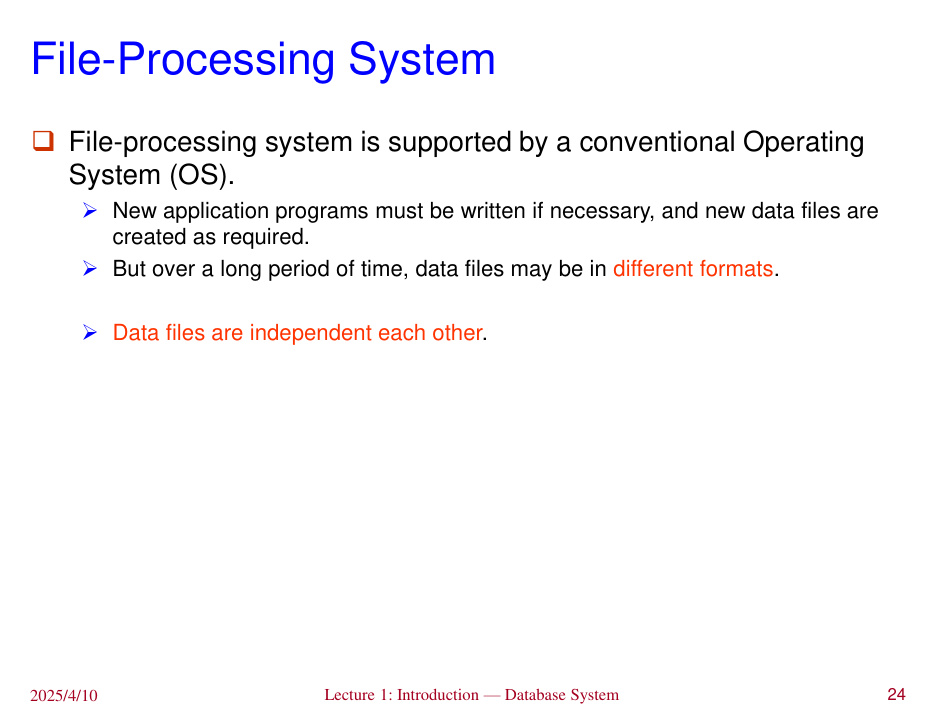 File-Processing System
File-processing system is supported by a conventional Operating
System (OS).
New application programs must be written if necessary, and new data files are
created as required.
But over a long period of time, data files may be in different formats.
Data files are independent each other.
2025/4/10
Lecture 1: Introduction — Database System
24